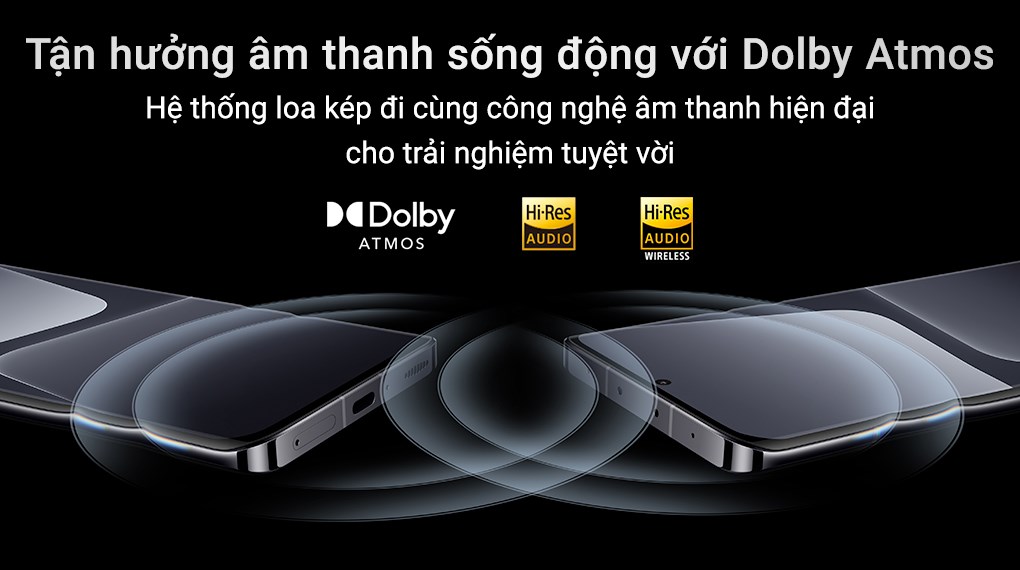 Tận hưởng âm thanh sống động với Dolby Atmos
Hệ thống loa kép đi cùng công nghệ âm thanh hiện đại
cho trải nghiệm tuyệt vời
Dolby
ATMOS
Hi-Res
AUDIO
Hi-Res
AUDIO
WIRELESS